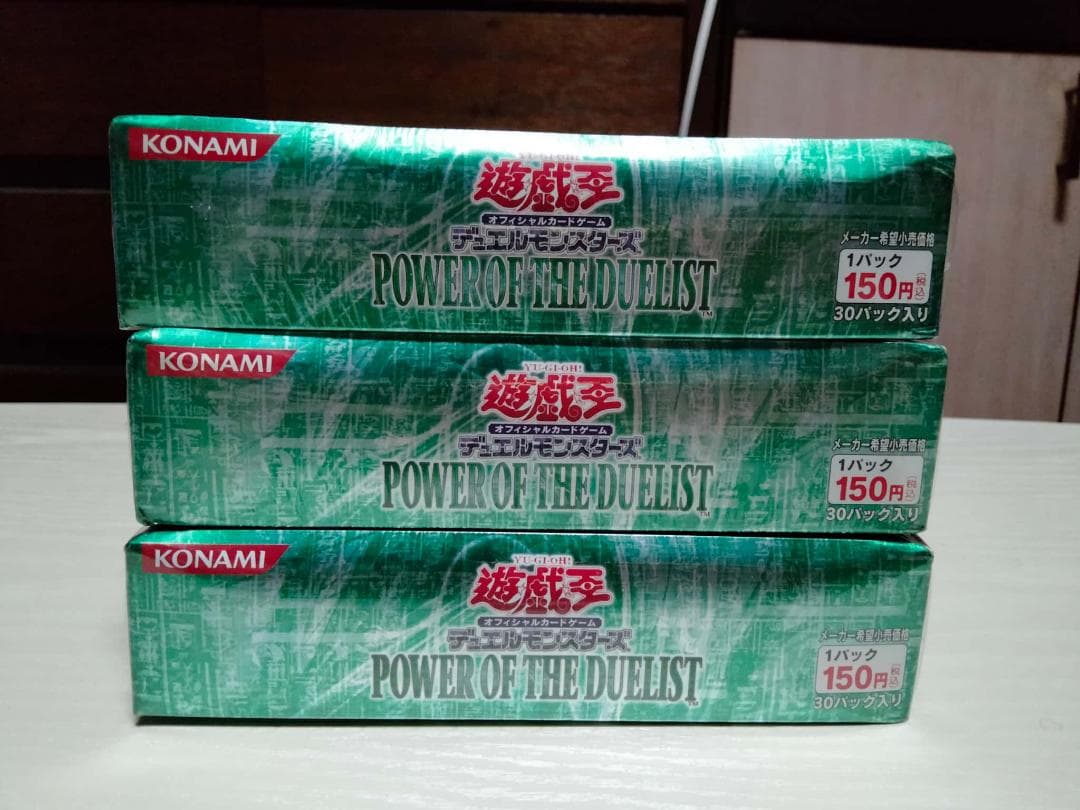 KONAMI
YU-GI-OH!
遊戯王
オフィシャルカードゲーム
デュエルモンスターズ
POWER OF THE DUELIST™
メーカー希望小売価格
1パック
150円(税込)
30パック入り
KONAMI
YU-GI-OH!
遊戯王
オフィシャルカードゲーム
デュエルモンスターズ
POWER OF THE DUELIST™
メーカー希望小売価格
1パック
150円(税込)
30パック入り
KONAMI
YU-GI-OH!
遊戯王
オフィシャルカードゲーム
デュエルモンスターズ
POWER OF THE DUELIST™
メーカー希望小売価格
1パック
150円(税込)
30パック入り